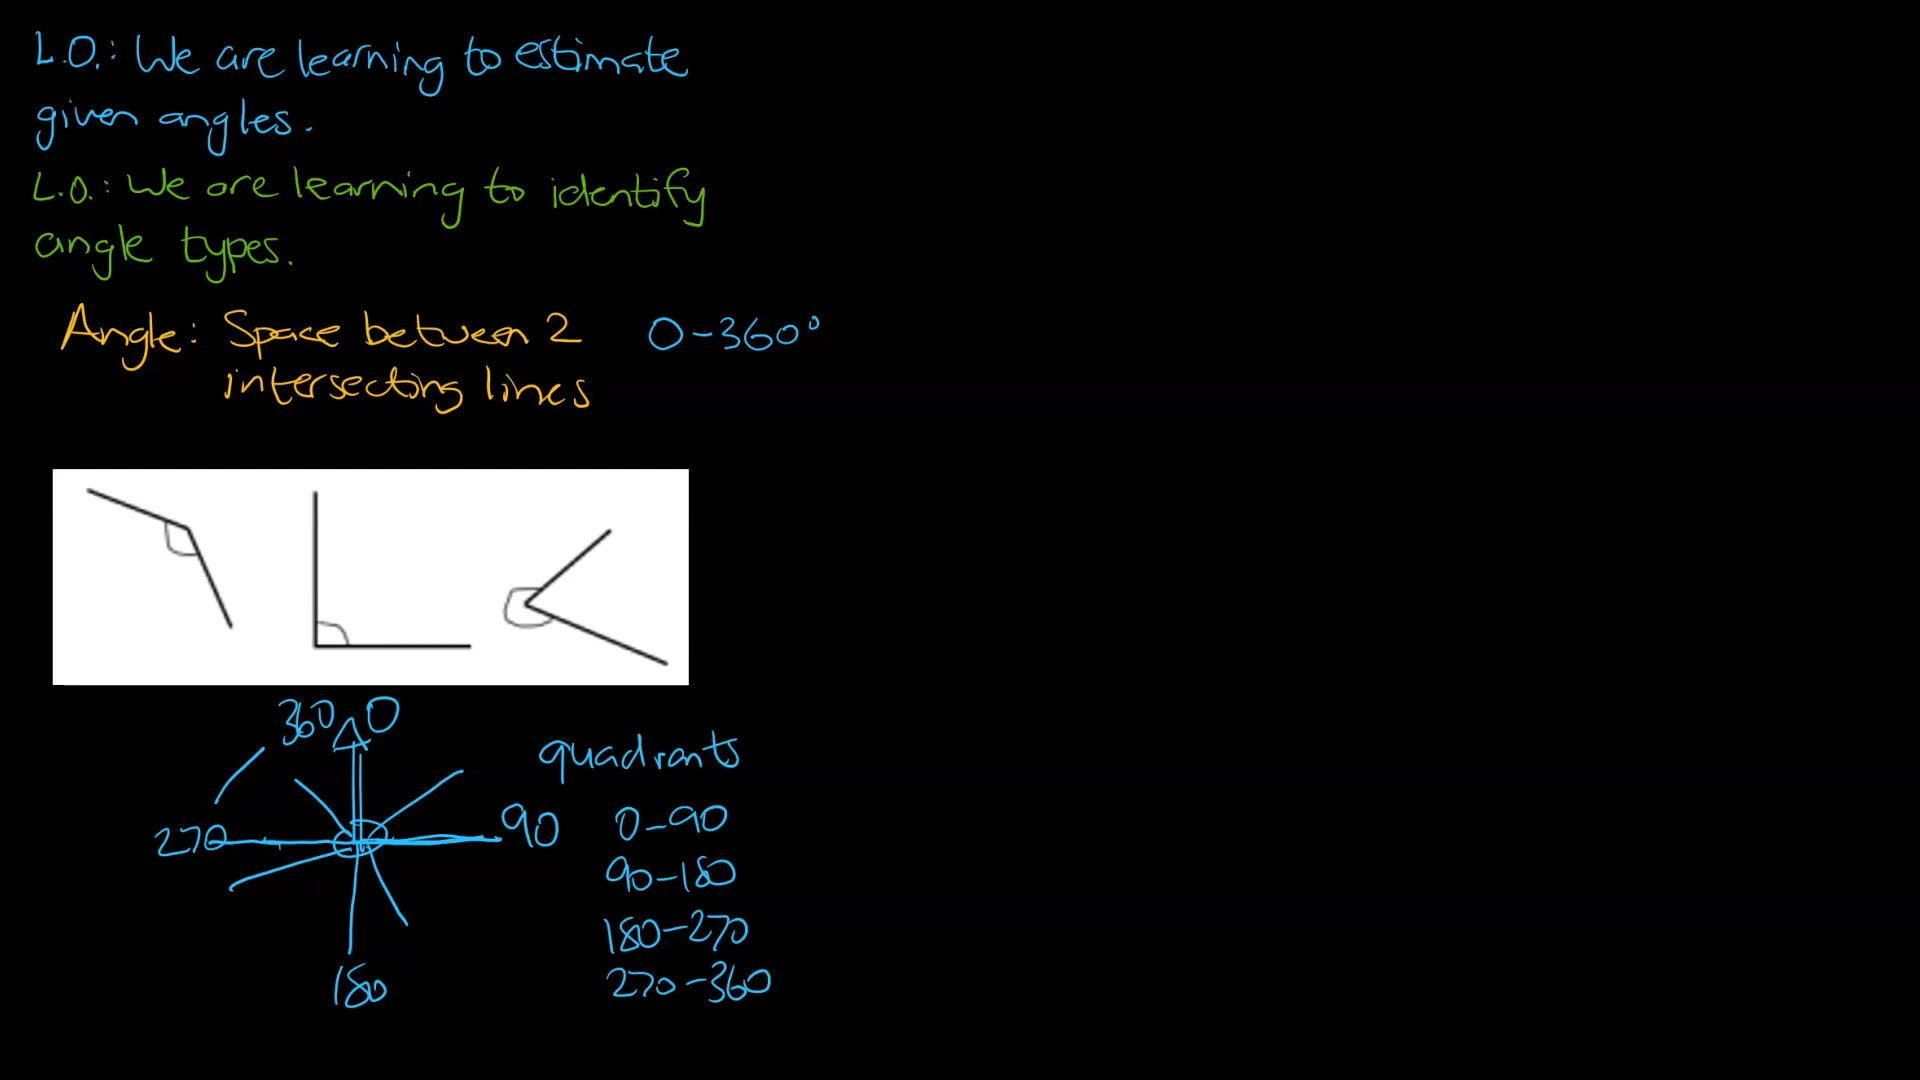 L.O.: We are learning to estimate
given angles.
L.O.: We are learning to identify
angle types.
Angle: Space between 2
intersecting lines
0-360°
360 0
quadrants
270
90
180
0-90
90-180
180-270
270-360